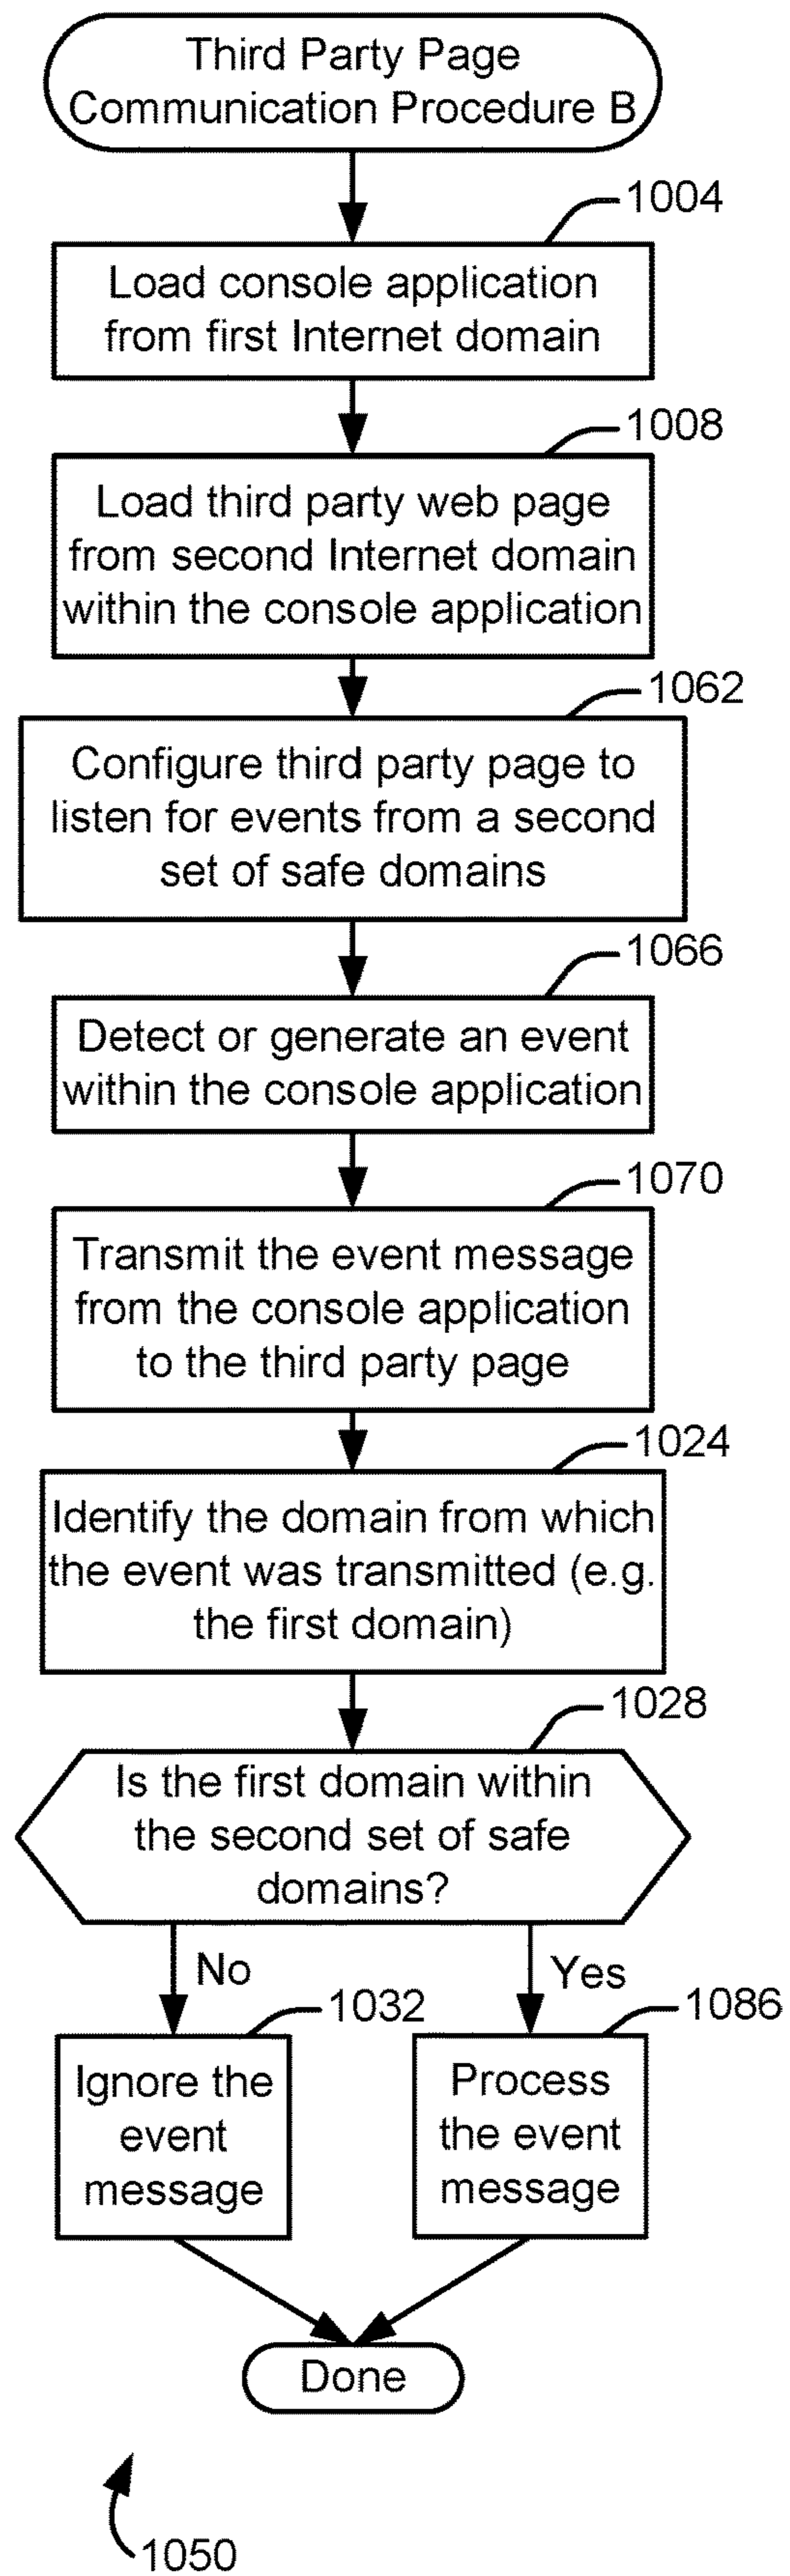 Third Party Page
Communication Procedure B
1004
Load console application
from first Internet domain
1008
Load third party web page
from second Internet domain
within the console application
1062
Configure third party page to
listen for events from a second
set of safe domains
1066
Detect or generate an event
within the console application
1070
Transmit the event message
from the console application
to the third party page
1024
Identify the domain from which
the event was transmitted (e.g.
the first domain)
1028
Is the first domain within
the second set of safe
domains?
No
Yes
1032
1086
Ignore the
event
message
Process
the event
message
Done
1050